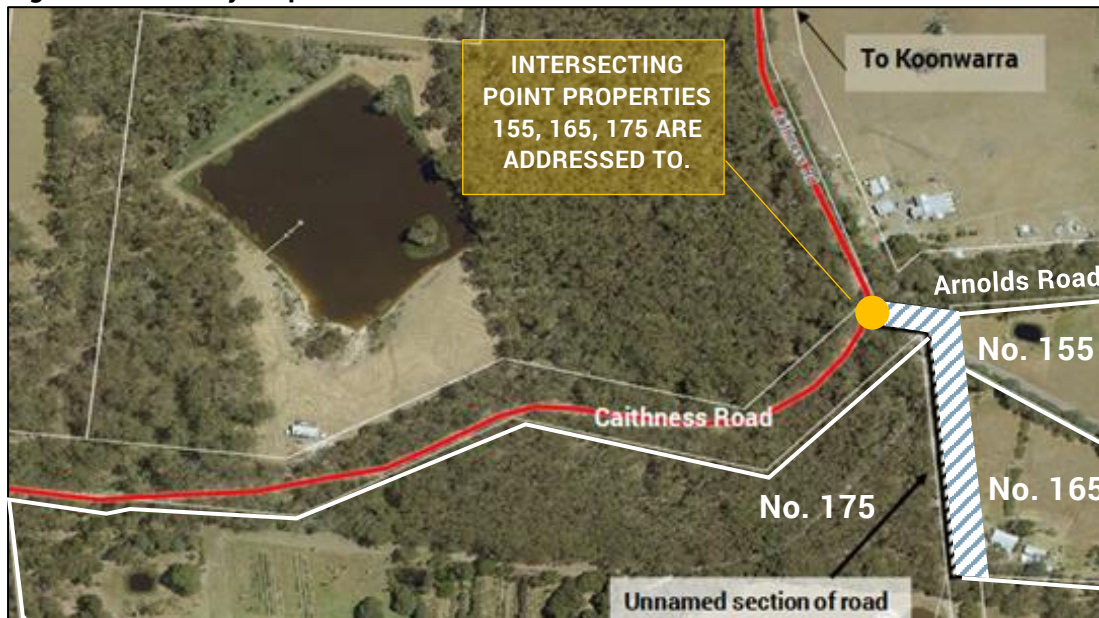 INTERSECTING
POINT PROPERTIES
155, 165, 175 ARE
ADDRESSED TO.
To Koonwarra
Arnolds Road
No. 155
Caithness Road
No. 175
No. 165
Unnamed section of road